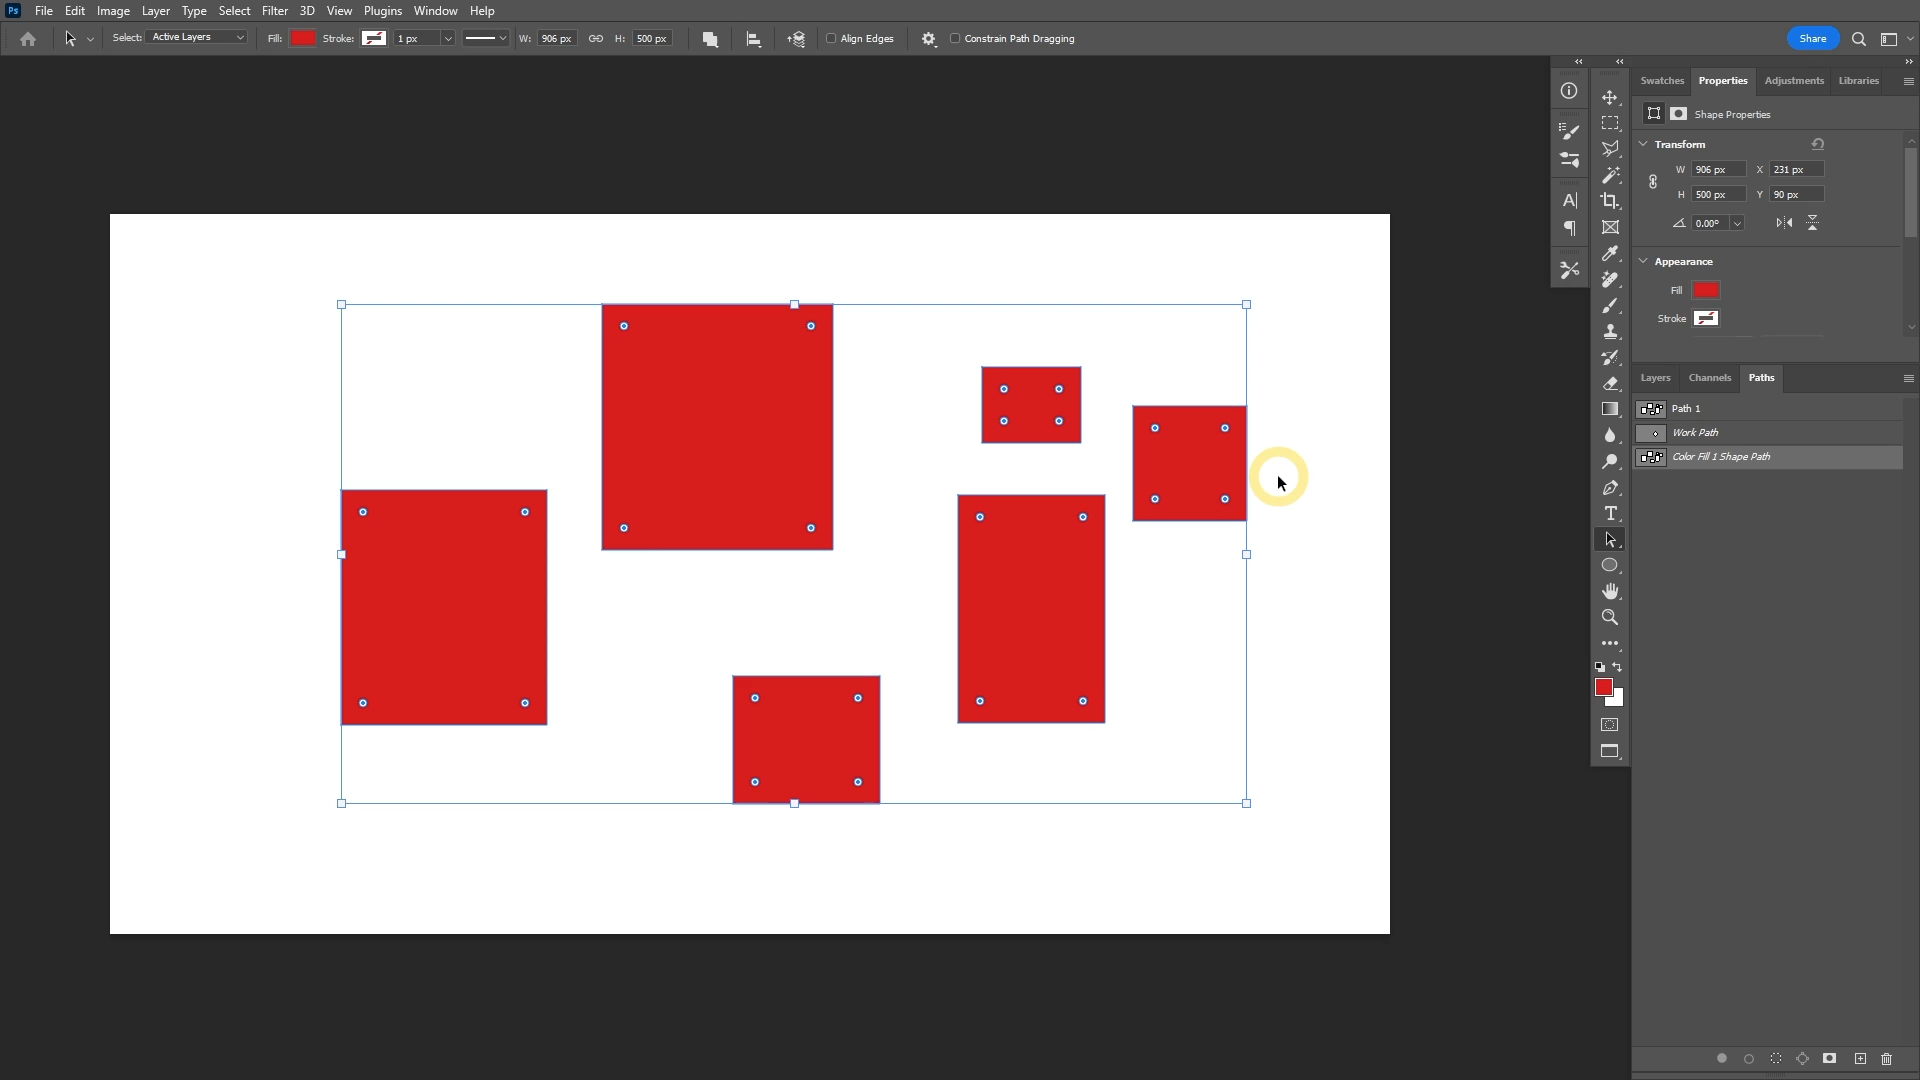 Ps File Edit Image Layer Type Select Filter 3D View Plugins Window Help
Select: Active Layers Fill: Stroke: 1 px W: 906 px H: 500 px Align Edges Constrain Path Dragging Share
Swatches Properties Adjustments Libraries
Shape Properties
Transform
W 906 px X 231 px
H 500 px Y 90 px
0.00°
Appearance
Fill
Stroke
Layers Channels Paths
Path 1
Work Path
Color Fill 1 Shape Path